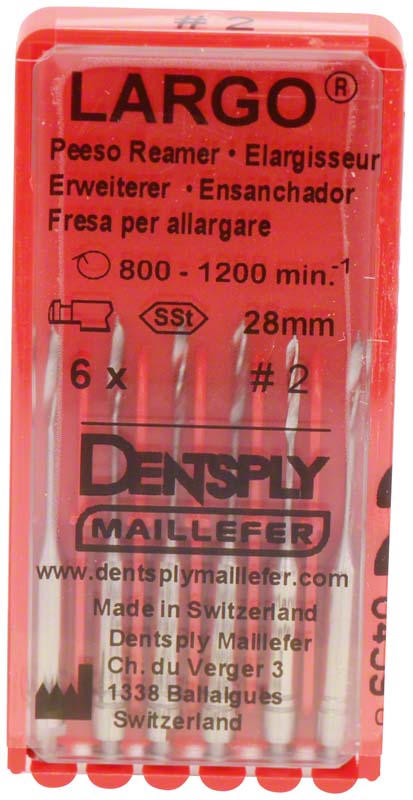 # 2
LARGO®
Peeso Reamer • Elargisseur
Erweiterer • Ensanchador
Fresa per allargare
800 - 1200 min.-1
SSt 28mm
6 x # 2
DENTSPLY
MAILLEFER
www.dentsplymaillefer.com
Made in Switzerland
Dentsply Maillefer
Ch. du Verger 3
1338 Ballaigues
Switzerland